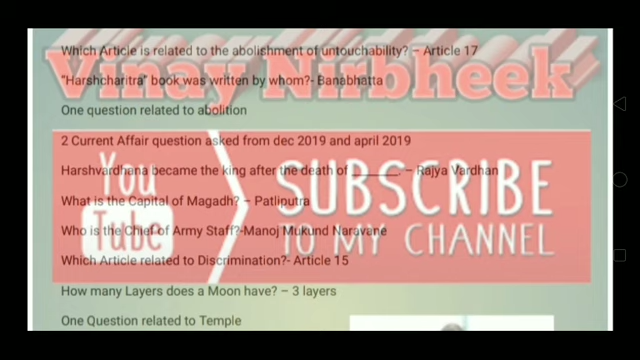 Vinay Nirbheek
Which Article is related to the abolishment of untouchability? – Article 17
"Harshcharitra" book was written by whom?- Banabhatta
One question related to abolition
2 Current Affair question asked from dec 2019 and april 2019
Harshvardhana became the king after the death of ______. – Rajya Vardhan
What is the Capital of Magadh? – Patliputra
Who is the Chief of Army Staff?-Manoj Mukund Naravane
Which Article related to Discrimination?- Article 15
How many Layers does a Moon have? – 3 layers
One Question related to Temple
You
Tube
SUBSCRIBE
TO MY CHANNEL